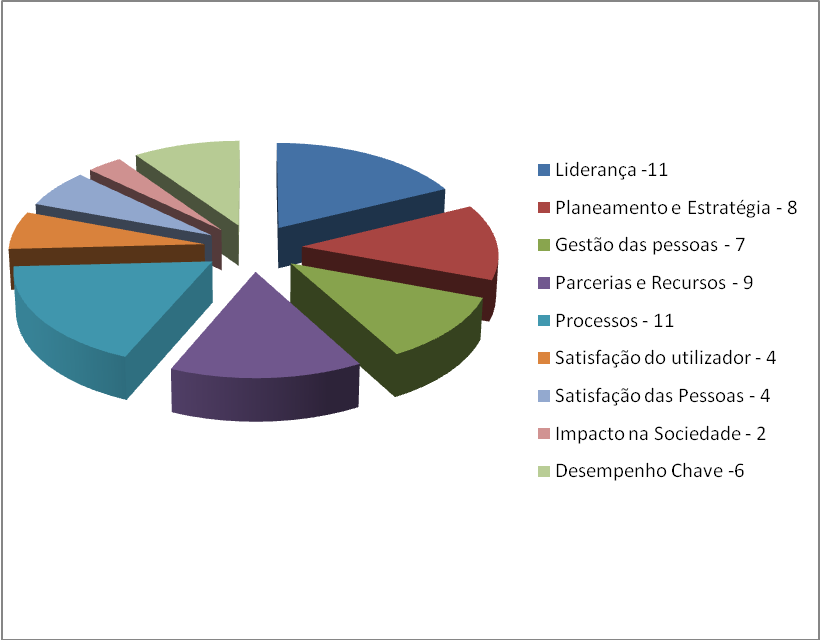 Liderança -11
Planeamento e Estratégia - 8
Gestão das pessoas - 7
Parcerias e Recursos - 9
Processos - 11
Satisfação do utilizador - 4
Satisfação das Pessoas - 4
Impacto na Sociedade - 2
Desempenho Chave -6